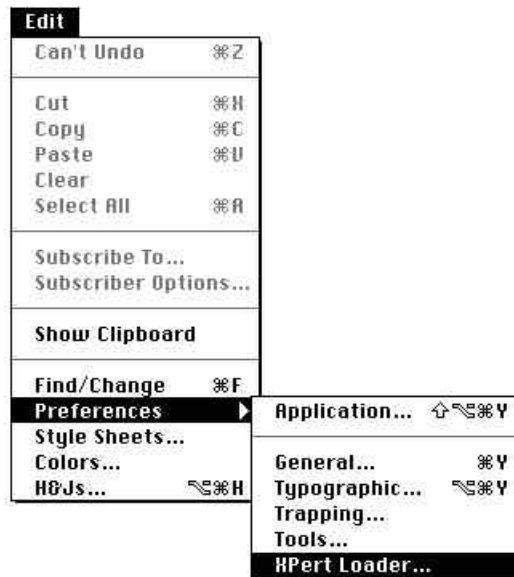 Edit
Can't Undo ⌘Z
Cut ⌘X
Copy ⌘C
Paste ⌘V
Clear
Select All ⌘A
Subscribe To...
Subscriber Options...
Show Clipboard
Find/Change ⌘F
Preferences
Style Sheets...
Colors...
H&Js... ⌥⌘H
Application... ⇧⌥⌘Y
General... ⌘Y
Typographic... ⌥⌘Y
Trapping...
Tools...
XPert Loader...